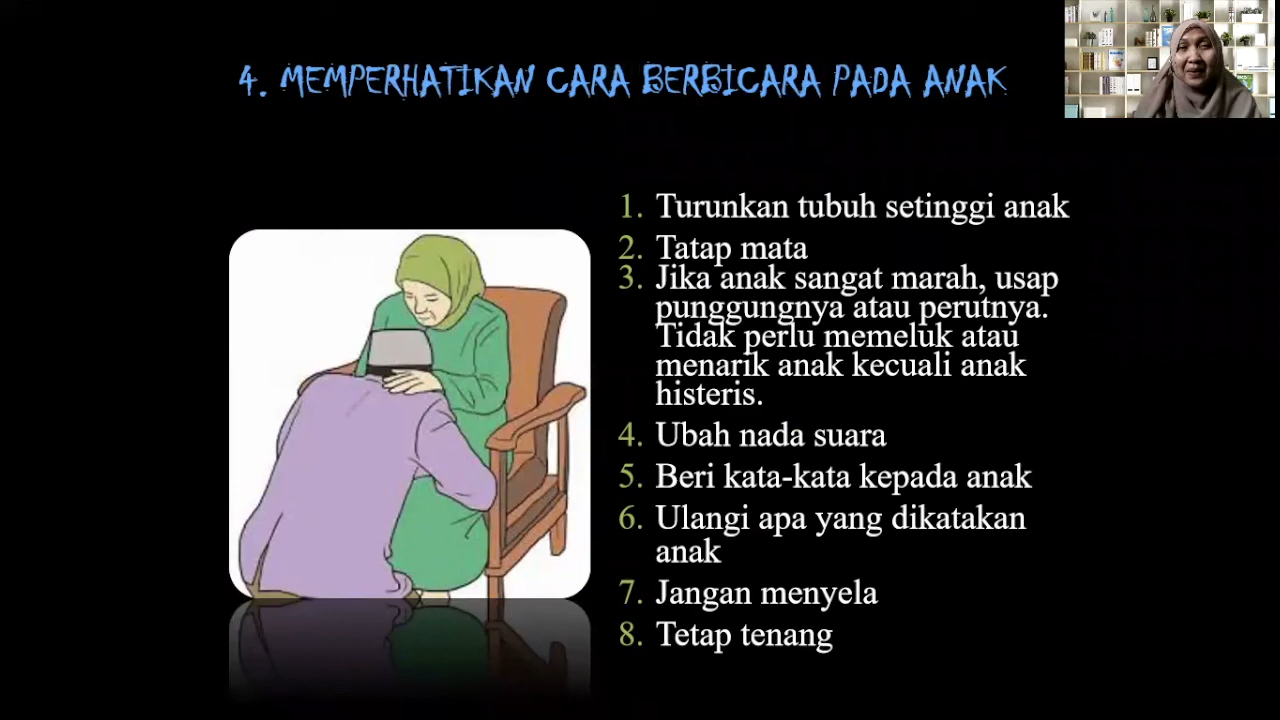 4. MEMPERHATIKAN CARA BERBICARA PADA ANAK
1. Turunkan tubuh setinggi anak
2. Tatap mata
3. Jika anak sangat marah, usap
punggungnya atau perutnya.
Tidak perlu memeluk atau
menarik anak kecuali anak
histeris.
4. Ubah nada suara
5. Beri kata-kata kepada anak
6. Ulangi apa yang dikatakan
anak
7. Jangan menyela
8. Tetap tenang